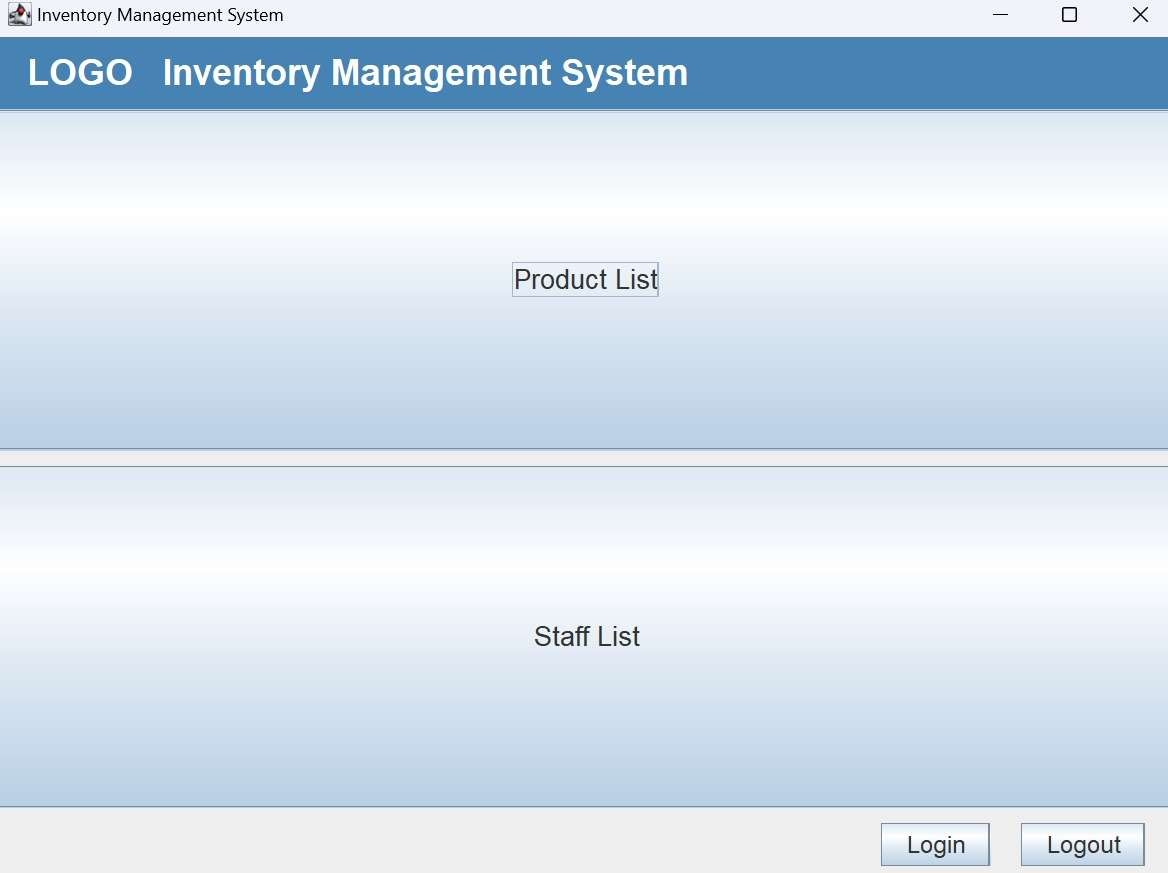 Inventory Management System
LOGO Inventory Management System
Product List
Staff List
Login Logout